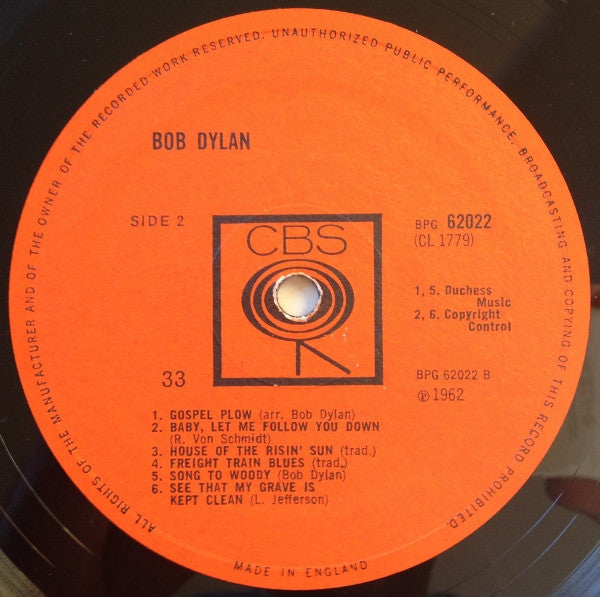 ALL RIGHTS OF THE MANUFACTURER AND OF THE OWNER OF THE RECORDED WORK RESERVED. UNAUTHORIZED PUBLIC PERFORMANCE, BROADCASTING AND COPYING OF THIS RECORD PROHIBITED.
BOB DYLAN
SIDE 2
CBS
BPG 62022
(CL 1779)
1, 5. Duchess
Music
2, 6. Copyright
Control
33
BPG 62022 B
℗ 1962
1. GOSPEL PLOW (arr. Bob Dylan)
2. BABY, LET ME FOLLOW YOU DOWN
(R. Von Schmidt)
3. HOUSE OF THE RISIN' SUN (trad.)
4. FREIGHT TRAIN BLUES (trad.)
5. SONG TO WOODY (Bob Dylan)
6. SEE THAT MY GRAVE IS
KEPT CLEAN (L. Jefferson)
MADE IN ENGLAND